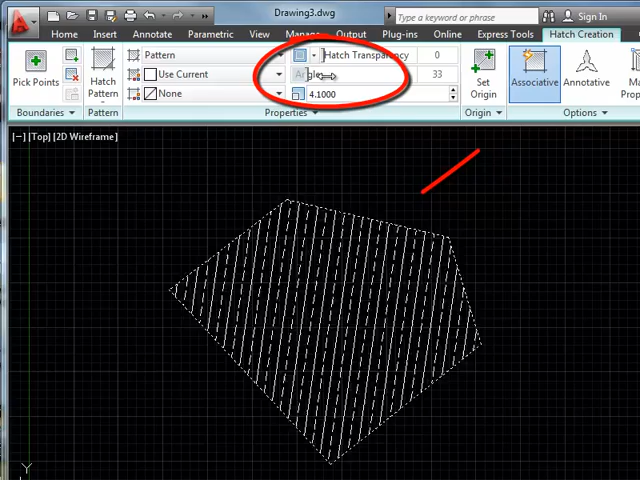 Drawing3.dwg
Type a keyword or phrase
Sign In
Home Insert Annotate Parametric View Manage Output Plug-ins Online Express Tools Hatch Creation
Pick Points
Hatch
Pattern
Pattern
Use Current
None
Hatch Transparency 0
Angle 33
4.1000
Set
Origin
Associative
Annotative
Boundaries Pattern Properties Origin Options
[−] [Top] [2D Wireframe]
Y